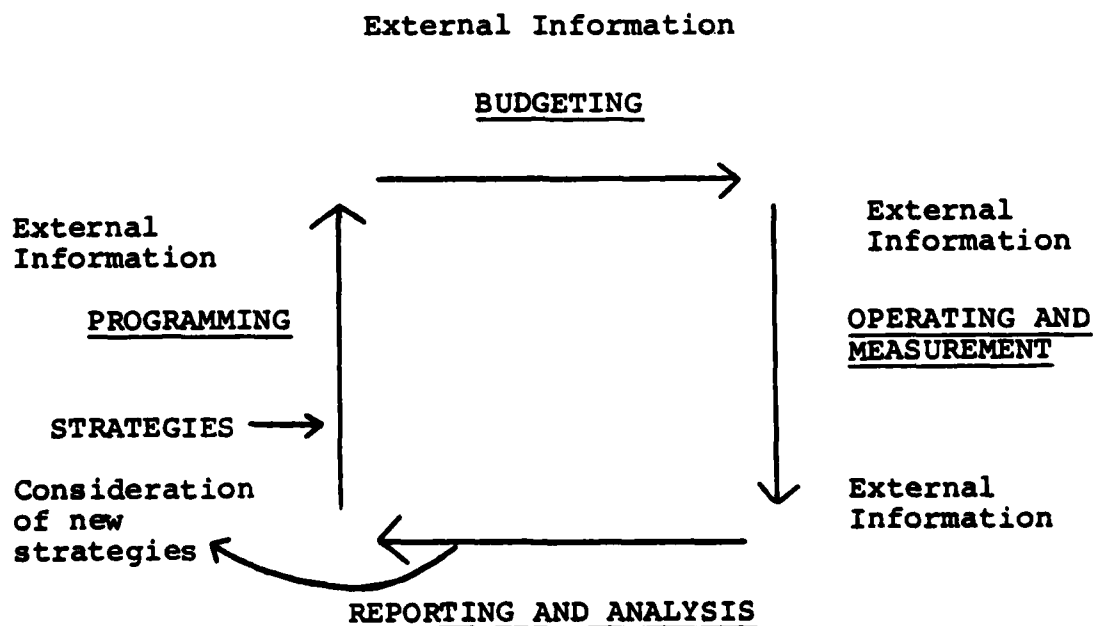 External Information
BUDGETING
External
Information
External
Information
PROGRAMMING
OPERATING AND
MEASUREMENT
STRATEGIES
Consideration
of new
strategies
External
Information
REPORTING AND ANALYSIS